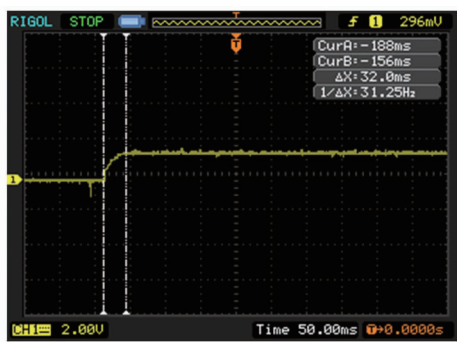 RIGOL STOP T ƒ 1 296mV
T
CurA=-188ms
CurB=-156ms
ΔX=32.0ms
1/ΔX=31.25Hz
1
CH1 2.00V Time 50.00ms T→0.0000s